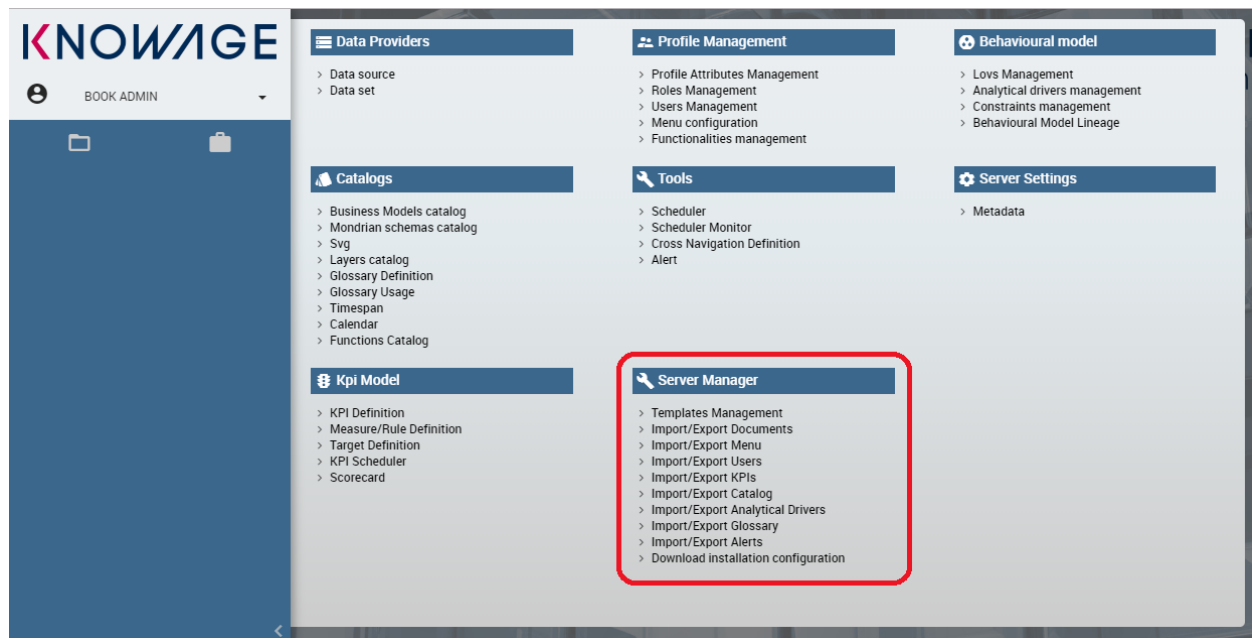 KNOWAGE
BOOK ADMIN
Data Providers
Data source
Data set
Profile Management
Profile Attributes Management
Roles Management
Users Management
Menu configuration
Functionalities management
Behavioural model
Lovs Management
Analytical drivers management
Constraints management
Behavioural Model Lineage
Catalogs
Business Models catalog
Mondrian schemas catalog
Svg
Layers catalog
Glossary Definition
Glossary Usage
Timespan
Calendar
Functions Catalog
Tools
Scheduler
Scheduler Monitor
Cross Navigation Definition
Alert
Server Settings
Metadata
Kpi Model
KPI Definition
Measure/Rule Definition
Target Definition
KPI Scheduler
Scorecard
Server Manager
Templates Management
Import/Export Documents
Import/Export Menu
Import/Export Users
Import/Export KPIs
Import/Export Catalog
Import/Export Analytical Drivers
Import/Export Glossary
Import/Export Alerts
Download installation configuration